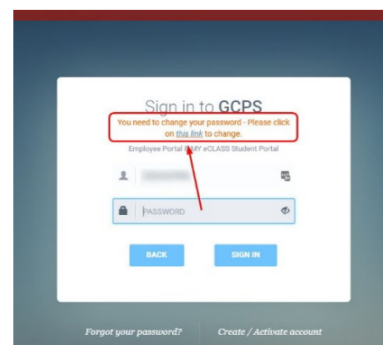 Sign in to GCPS
You need to change your password - Please click
on this link to change.
Employee Portal & MY eCLASS Student Portal
PASSWORD
BACK SIGN IN
Forgot your password? Create / Activate account